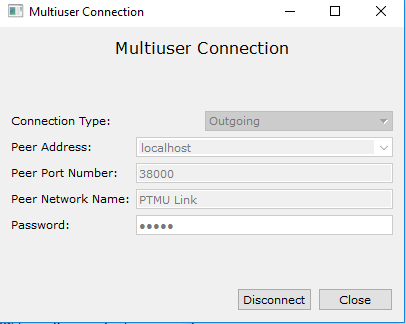 Multiuser Connection
Multiuser Connection
Connection Type: Outgoing
Peer Address: localhost
Peer Port Number: 38000
Peer Network Name: PTMU Link
Password: ●●●●●
Disconnect Close